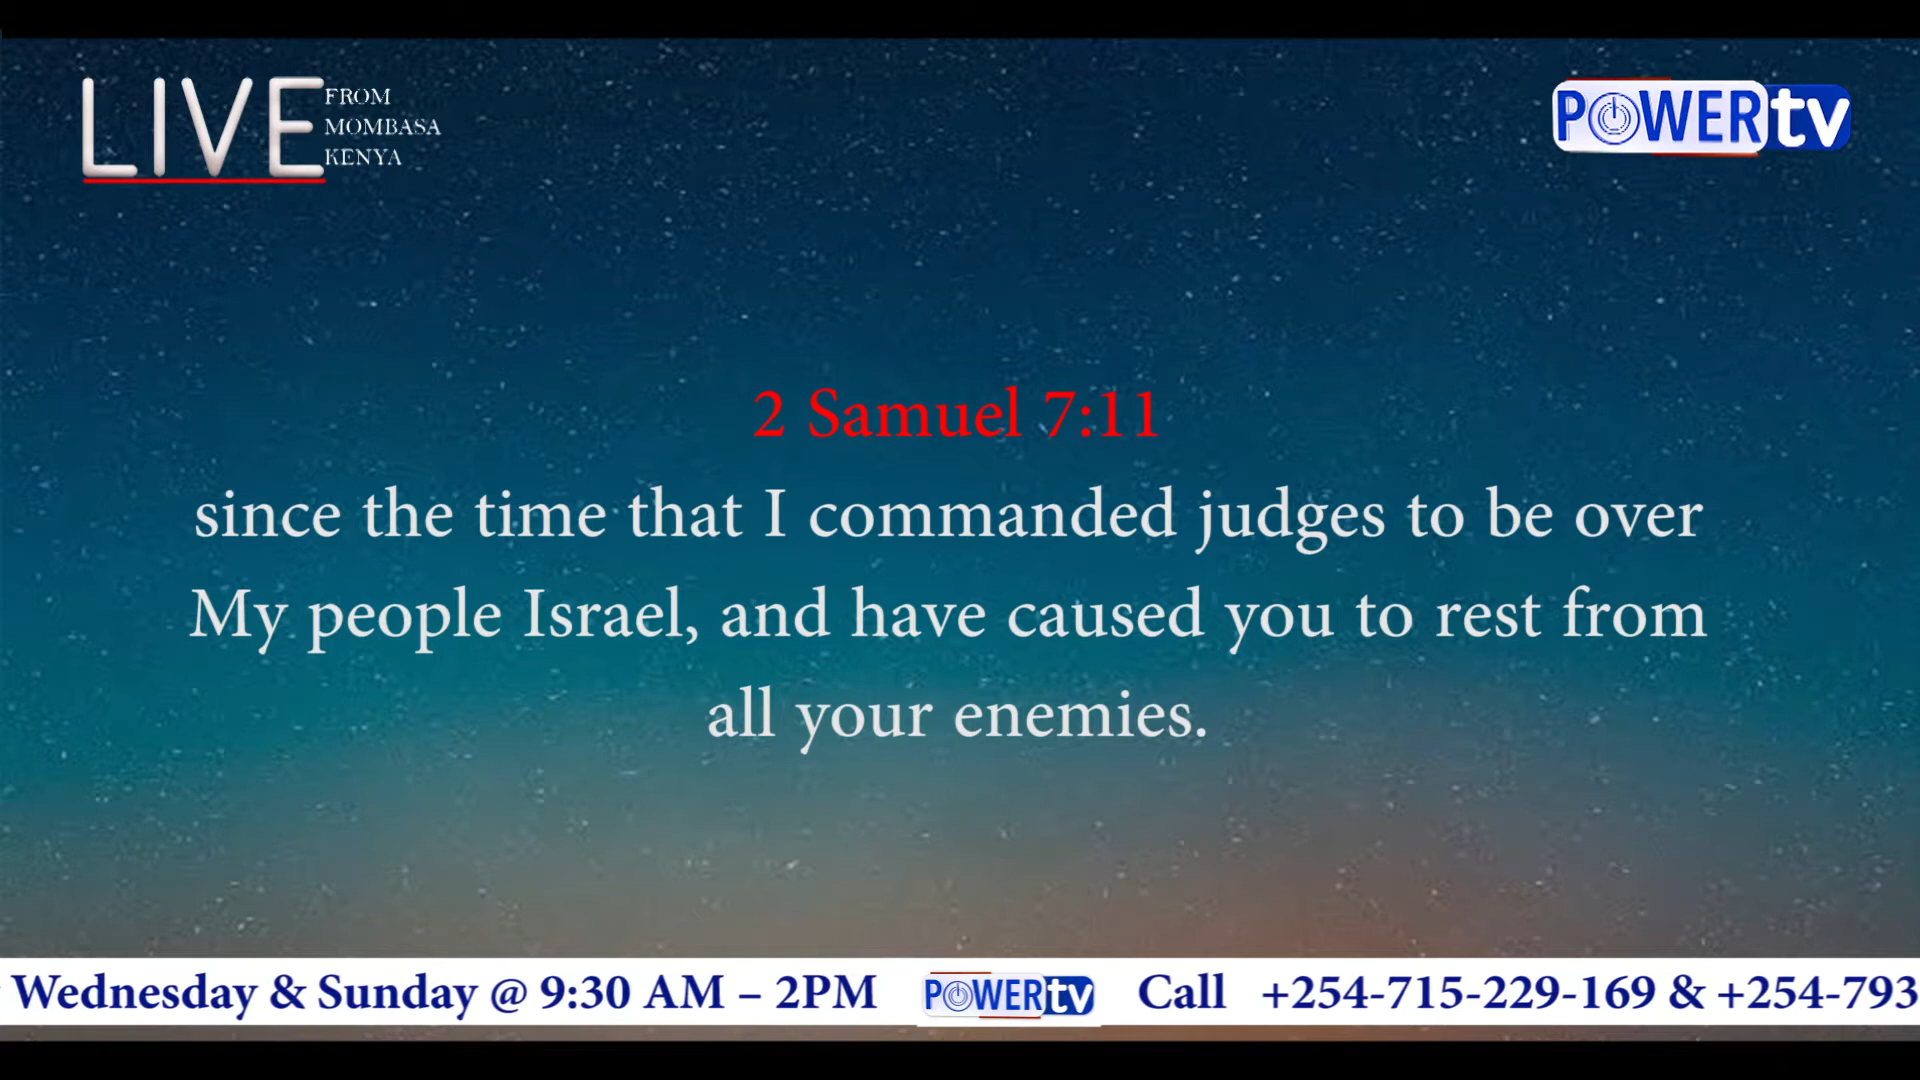 LIVE
FROM
MOMBASA
KENYA
POWERtv
2 Samuel 7:11
since the time that I commanded judges to be over
My people Israel, and have caused you to rest from
all your enemies.
Wednesday & Sunday @ 9:30 AM – 2PM POWERtv Call +254-715-229-169 & +254-793